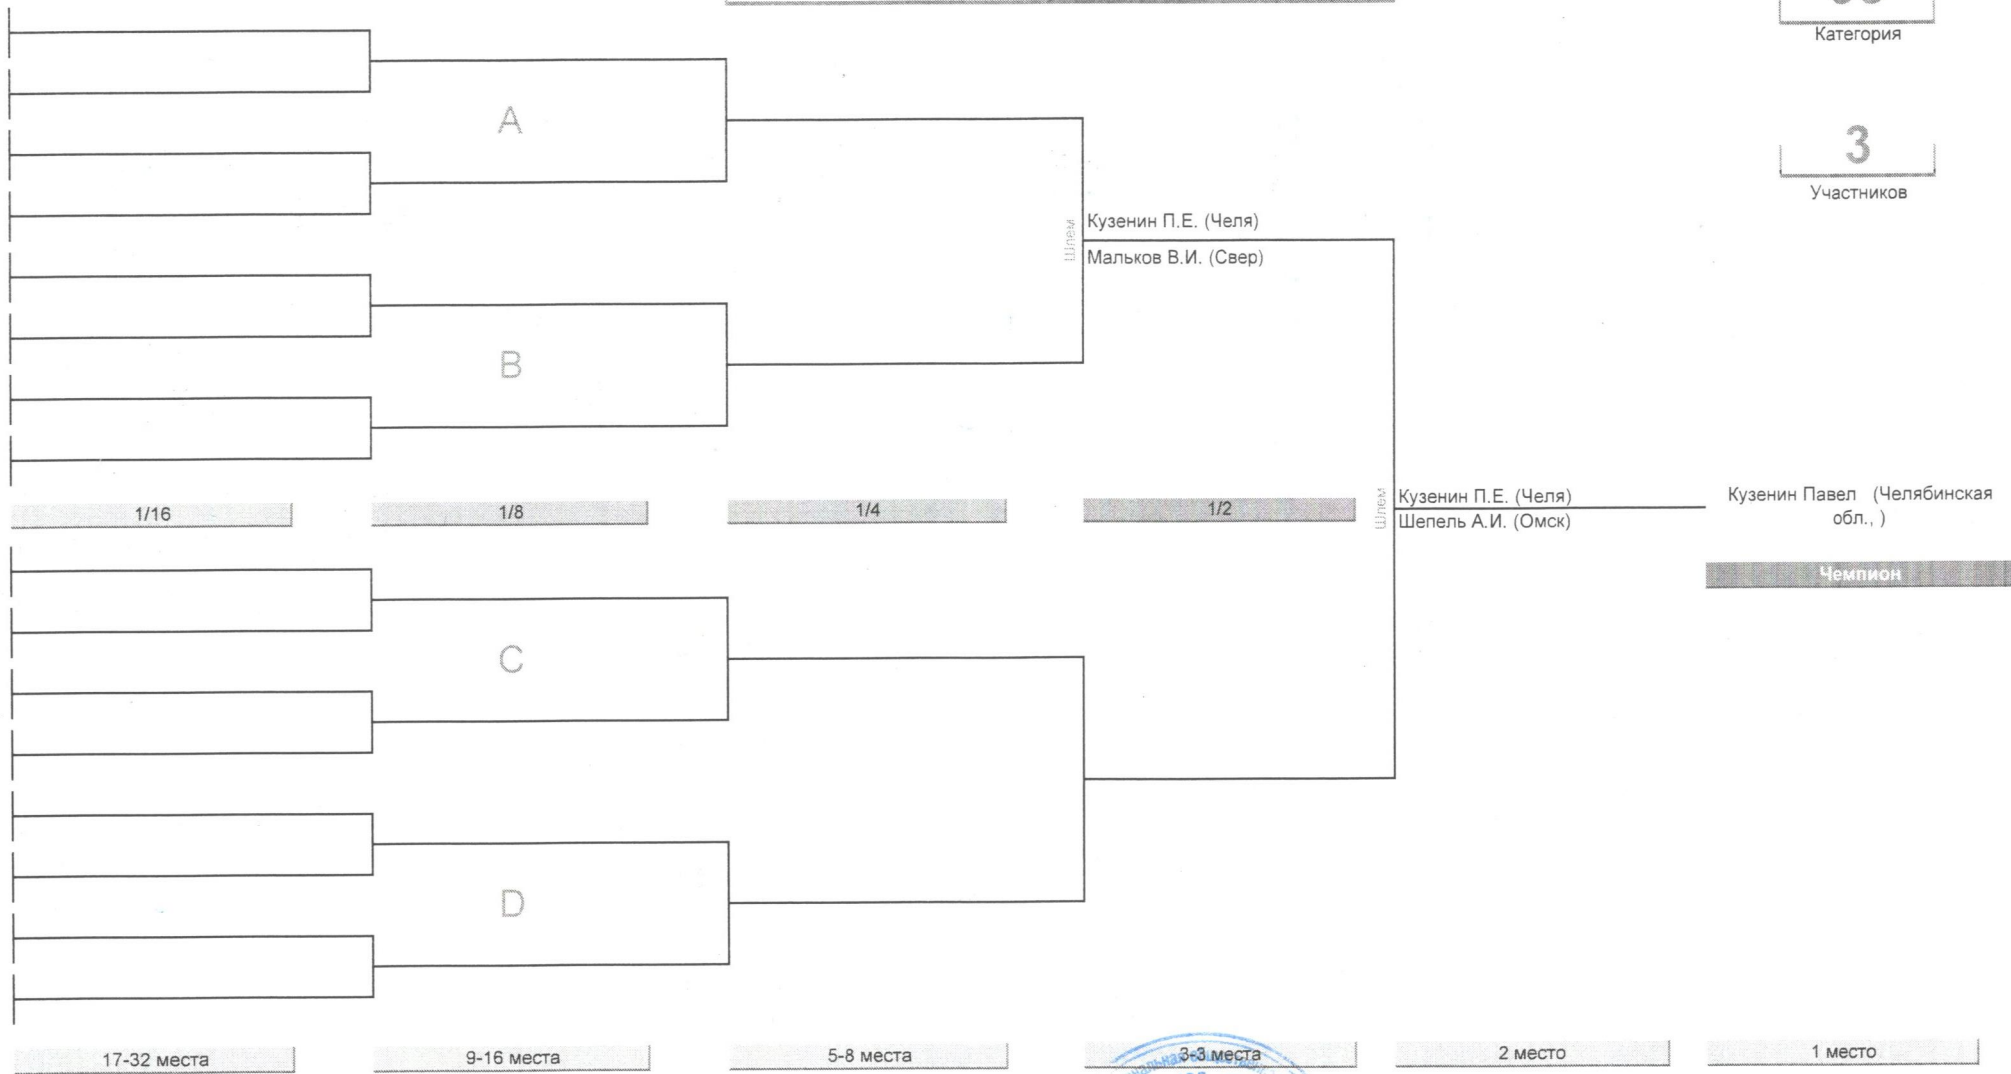 Категория
3
Участников
A
Кузенин П.Е. (Челя)
Шлем
Мальков В.И. (Свер)
B
1/16
1/8
1/4
1/2
Шлем
Кузенин П.Е. (Челя)
Шепель А.И. (Омск)
Кузенин Павел (Челябинская
обл., )
Чемпион
C
D
17-32 места
9-16 места
5-8 места
3-3 места
2 место
1 место